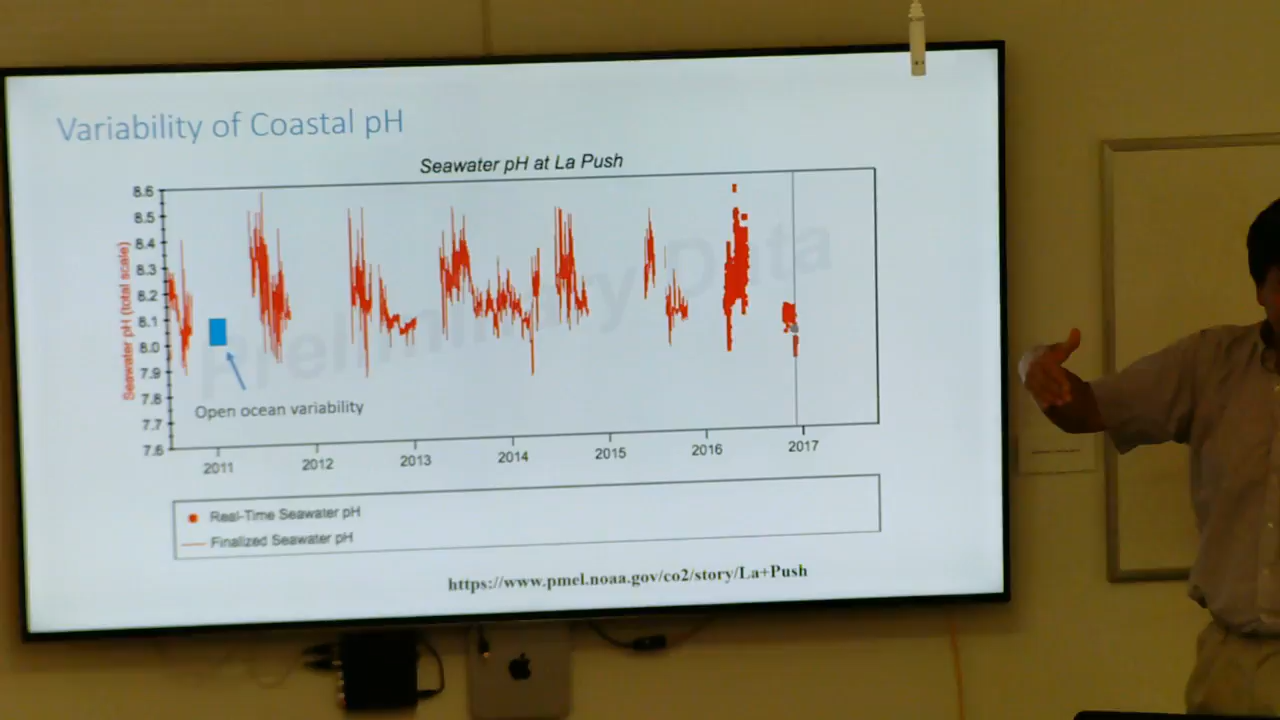 Variability of Coastal pH
Seawater pH at La Push
Seawater pH (total scale)
8.6
8.5
8.4
8.3
8.2
8.1
8.0
7.9
7.8
7.7
7.6
Preliminary Data
Open ocean variability
2011 2012 2013 2014 2015 2016 2017
Real-Time Seawater pH
Finalized Seawater pH
https://www.pmel.noaa.gov/co2/story/La+Push